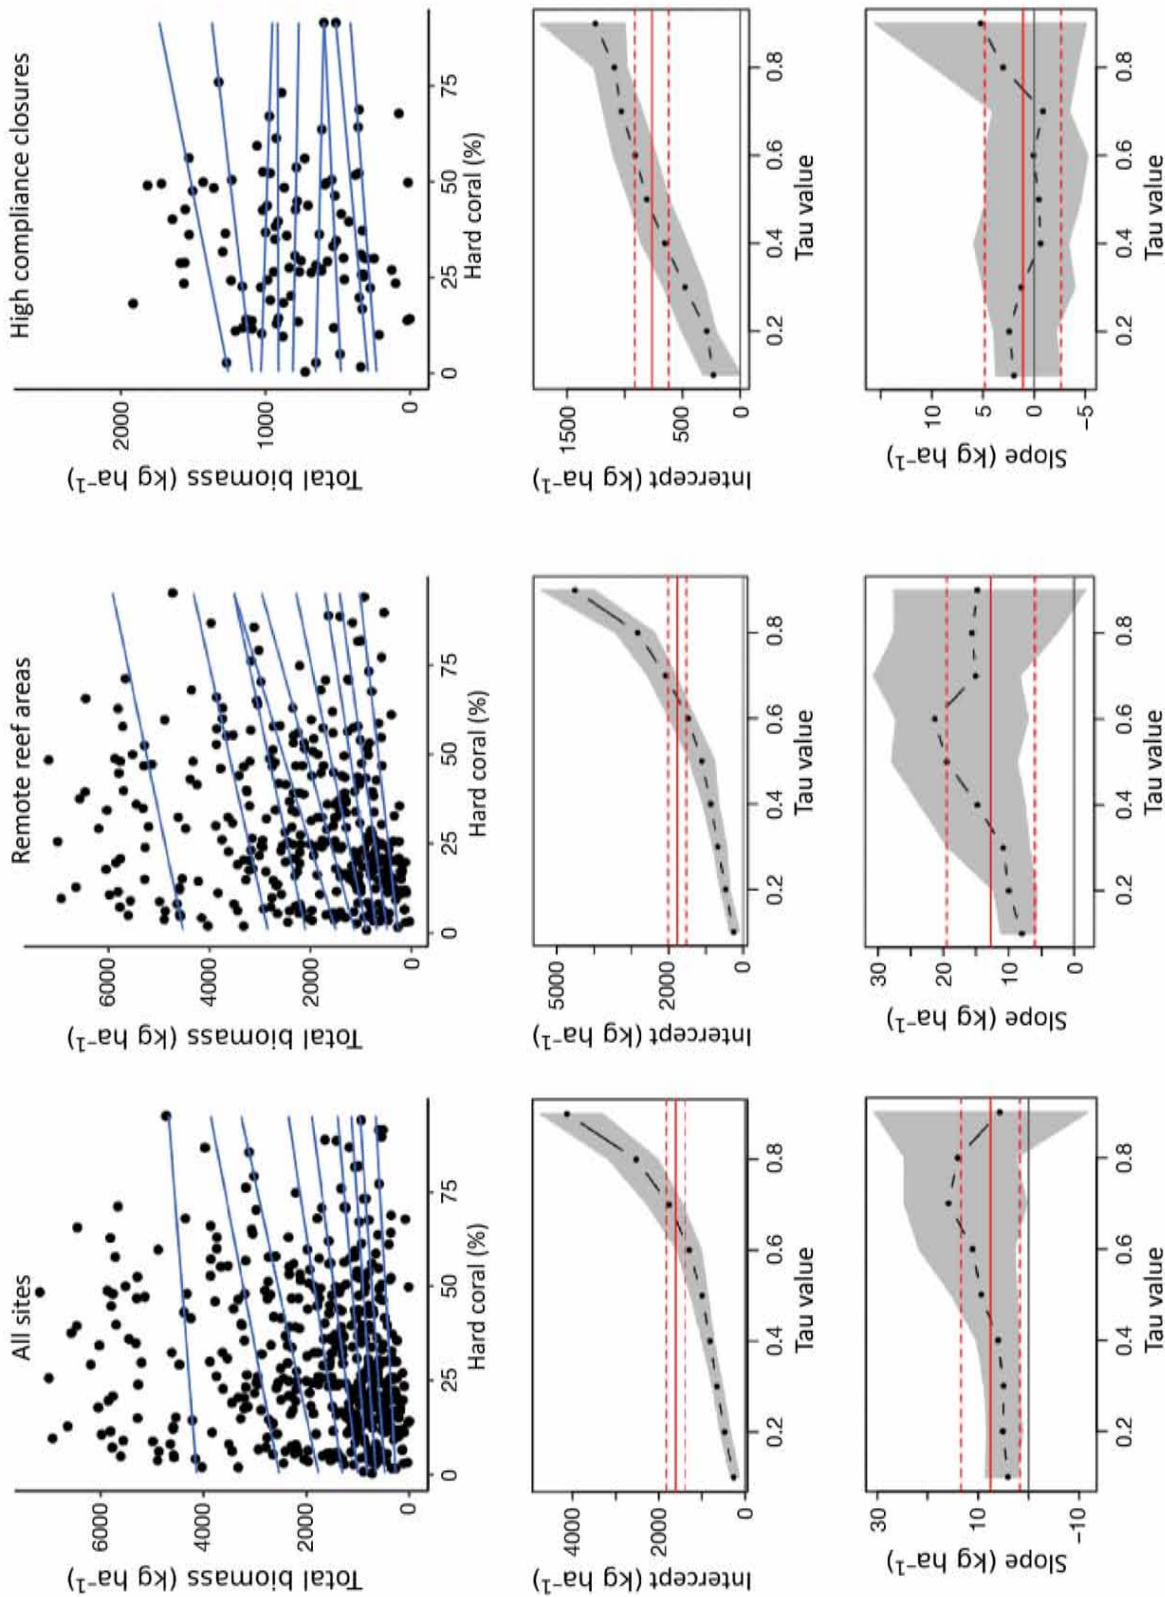 All sites
Total biomass (kg ha⁻¹)
6000
4000
2000
0
0 25 50 75
Hard coral (%)
Remote reef areas
Total biomass (kg ha⁻¹)
6000
4000
2000
0
0 25 50 75
Hard coral (%)
High compliance closures
Total biomass (kg ha⁻¹)
2000
1000
0
0 25 50 75
Hard coral (%)
Intercept (kg ha⁻¹)
4000
2000
0
0.2 0.4 0.6 0.8
Tau value
Intercept (kg ha⁻¹)
5000
2000
0
0.2 0.4 0.6 0.8
Tau value
Intercept (kg ha⁻¹)
1500
500
0
0.2 0.4 0.6 0.8
Tau value
Slope (kg ha⁻¹)
30
10
−10
0.2 0.4 0.6 0.8
Tau value
Slope (kg ha⁻¹)
30
20
10
0
0.2 0.4 0.6 0.8
Tau value
Slope (kg ha⁻¹)
10
5
0
−5
0.2 0.4 0.6 0.8
Tau value